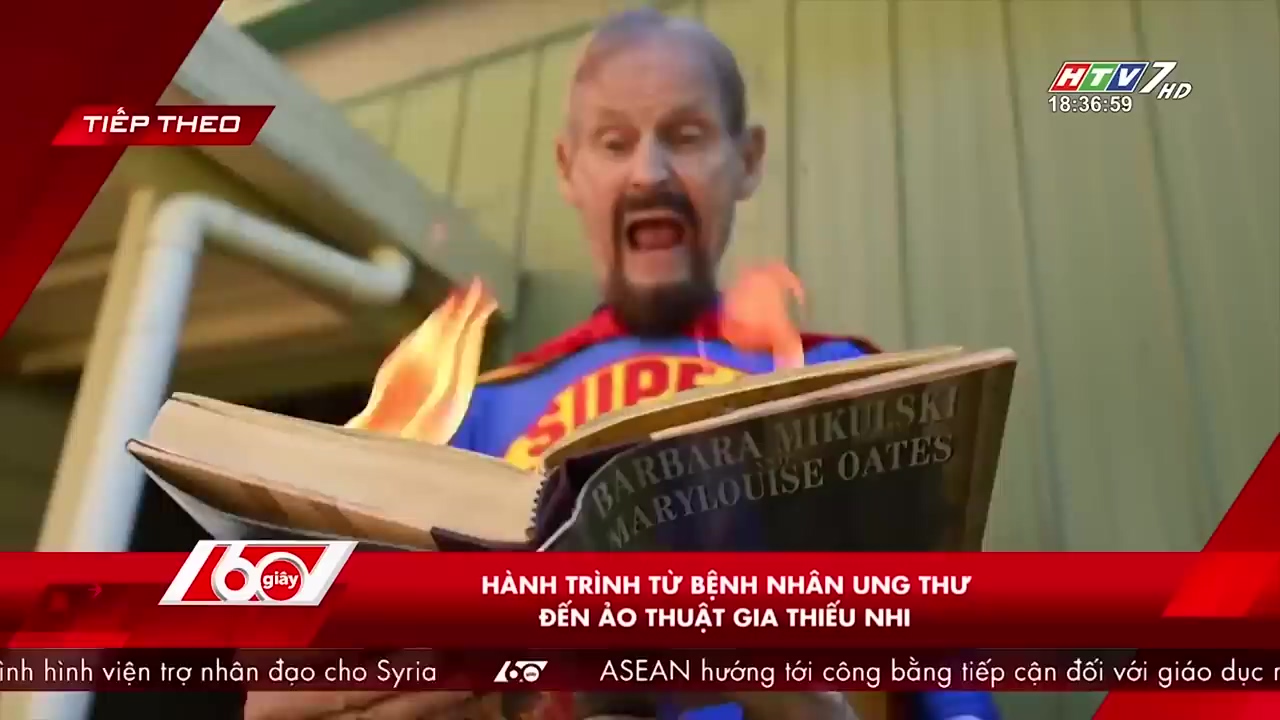 HTV7 HD
18:36:59
TIẾP THEO
SUPE
BARBARA MIKULSKI
MARYLOUISE OATES
60 giây
HÀNH TRÌNH TỪ BỆNH NHÂN UNG THƯ
ĐẾN ẢO THUẬT GIA THIẾU NHI
ình hình viện trợ nhân đạo cho Syria 60 ASEAN hướng tới công bằng tiếp cận đối với giáo dục